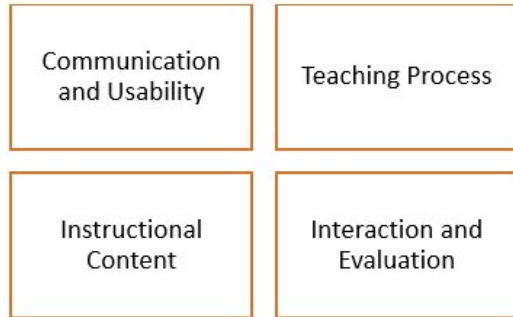 Communication
and Usability
Teaching Process
Instructional
Content
Interaction and
Evaluation